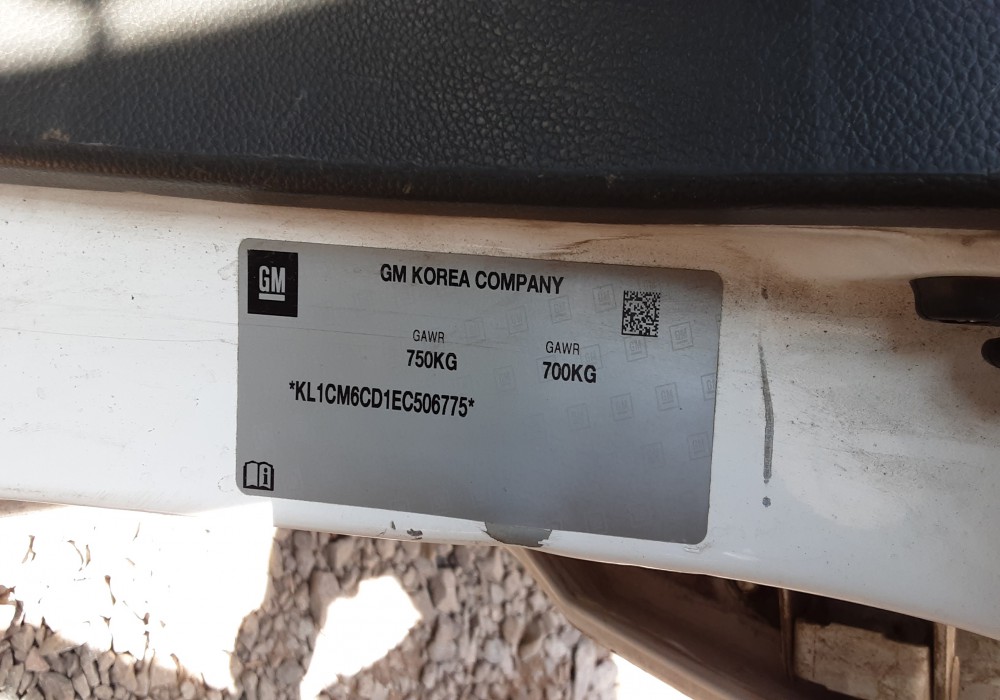 GM
GM KOREA COMPANY
GAWR
750KG
GAWR
700KG
*KL1CM6CD1EC506775*